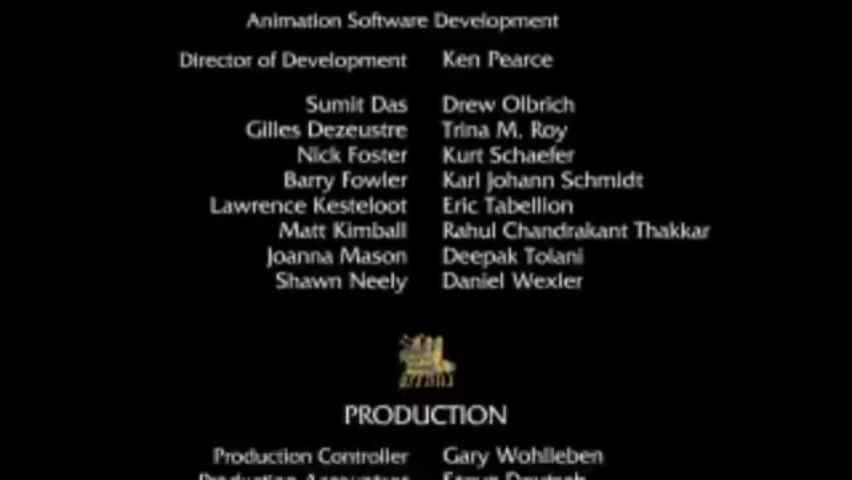 Animation Software Development
Director of Development Ken Pearce
Sumit Das Drew Olbrich
Gilles Dezeustre Trina M. Roy
Nick Foster Kurt Schaefer
Barry Fowler Karl Johann Schmidt
Lawrence Kesteloot Eric Tabellion
Matt Kimball Rahul Chandrakant Thakkar
Joanna Mason Deepak Tolani
Shawn Neely Daniel Wexler
PRODUCTION
Production Controller Gary Wohlleben
Production Accountant